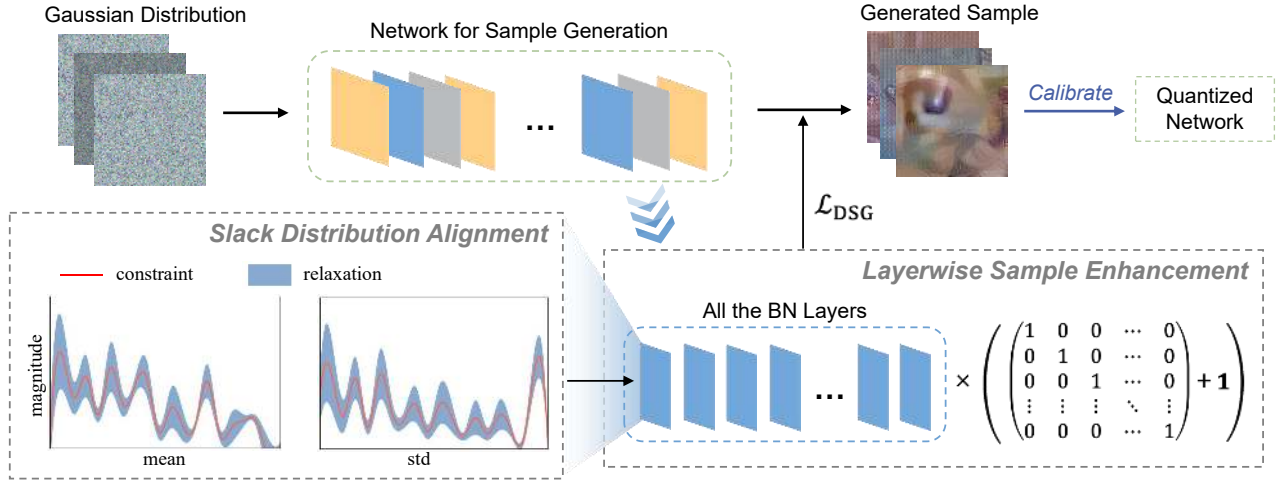 Gaussian Distribution
Network for Sample Generation
...
Generated Sample
Calibrate
Quantized
Network
ℒDSG
Slack Distribution Alignment
constraint
relaxation
magnitude
mean
std
Layerwise Sample Enhancement
All the BN Layers
...
× ( ( 1 0 0 ⋯ 0
0 1 0 ⋯ 0
0 0 1 ⋯ 0
⋮ ⋮ ⋮ ⋱ ⋮
0 0 0 ⋯ 1 ) + 1 )